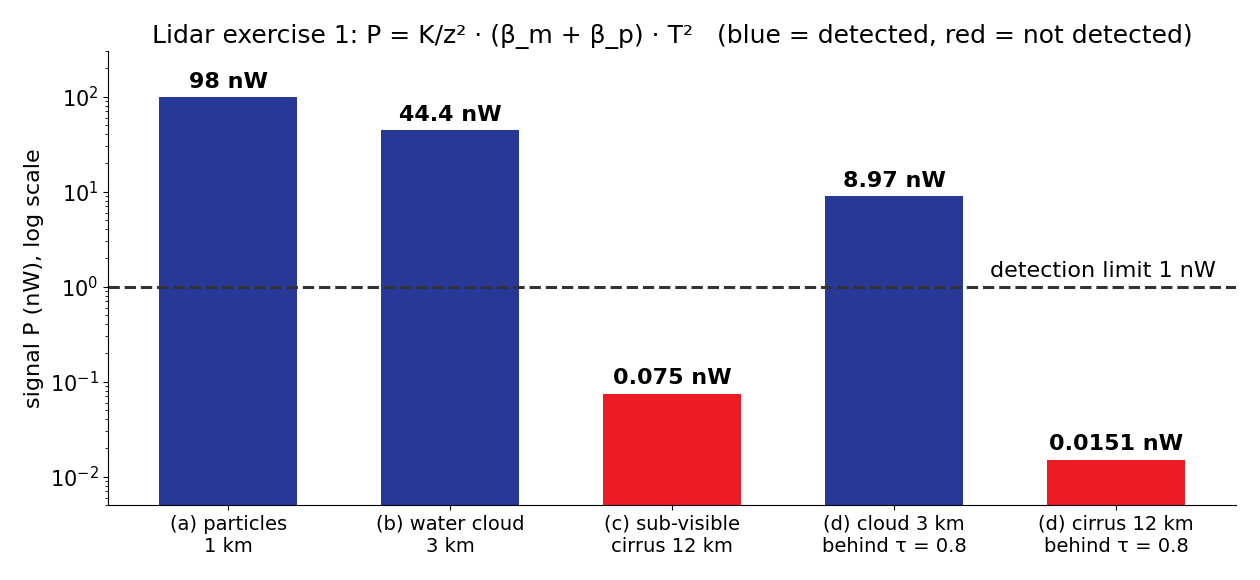 Lidar exercise 1: P = K/z² · (β_m + β_p) · T² (blue = detected, red = not detected)
signal P (nW), log scale
10²
10¹
10⁰
10⁻¹
10⁻²
98 nW
44.4 nW
0.075 nW
8.97 nW
0.0151 nW
detection limit 1 nW
(a) particles
1 km
(b) water cloud
3 km
(c) sub-visible
cirrus 12 km
(d) cloud 3 km
behind τ = 0.8
(d) cirrus 12 km
behind τ = 0.8